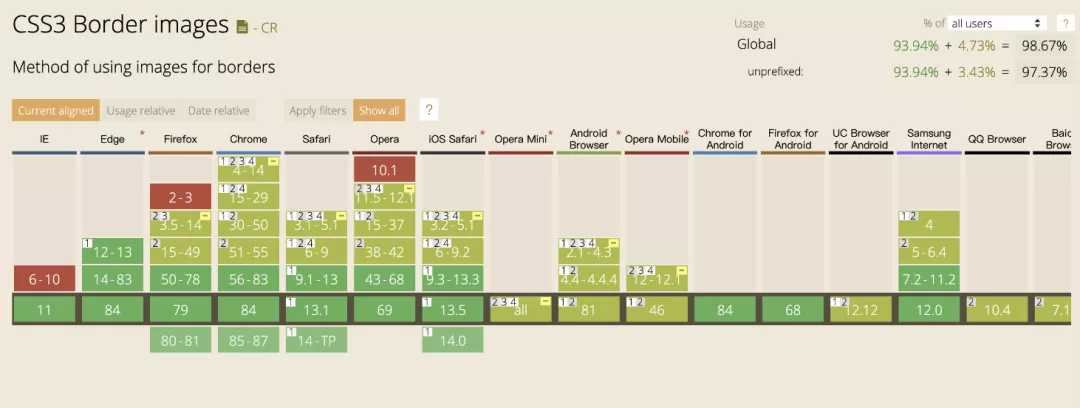 CSS3 Border images - CR
Usage % of all users ?
Global 93.94% + 4.73% = 98.67%
unprefixed: 93.94% + 3.43% = 97.37%
Method of using images for borders
Current aligned Usage relative Date relative Apply filters Show all ?
IE Edge * Firefox Chrome Safari Opera iOS Safari * Opera Mini * Android Browser * Opera Mobile * Chrome for Android Firefox for Android UC Browser for Android Samsung Internet QQ Browser
1 2 3 4 4-14 10.1
2-3 1 2 4 15-29 2 3 4 11.5-12.1
2 3 3.5-14 1 2 30-50 1 2 3 4 3.1-5.1 1 2 15-37 1 2 3 4 3.2-5.1 1 2 4
1 12-13 2 15-49 2 51-55 1 2 4 6-9 2 38-42 1 2 4 6-9.2 1 2 3 4 2.1-4.3 2 5-6.4
6-10 14-83 50-78 56-83 1 9.1-13 43-68 1 9.3-13.3 1 2 4.4-4.4.4 2 3 4 12-12.1 7.2-11.2
11 84 79 84 1 13.1 69 1 13.5 2 3 4 all 1 2 81 1 2 46 84 68 1 2 12.12 12.0 2 10.4 2
80-81 85-87 1 14-TP 1 14.0